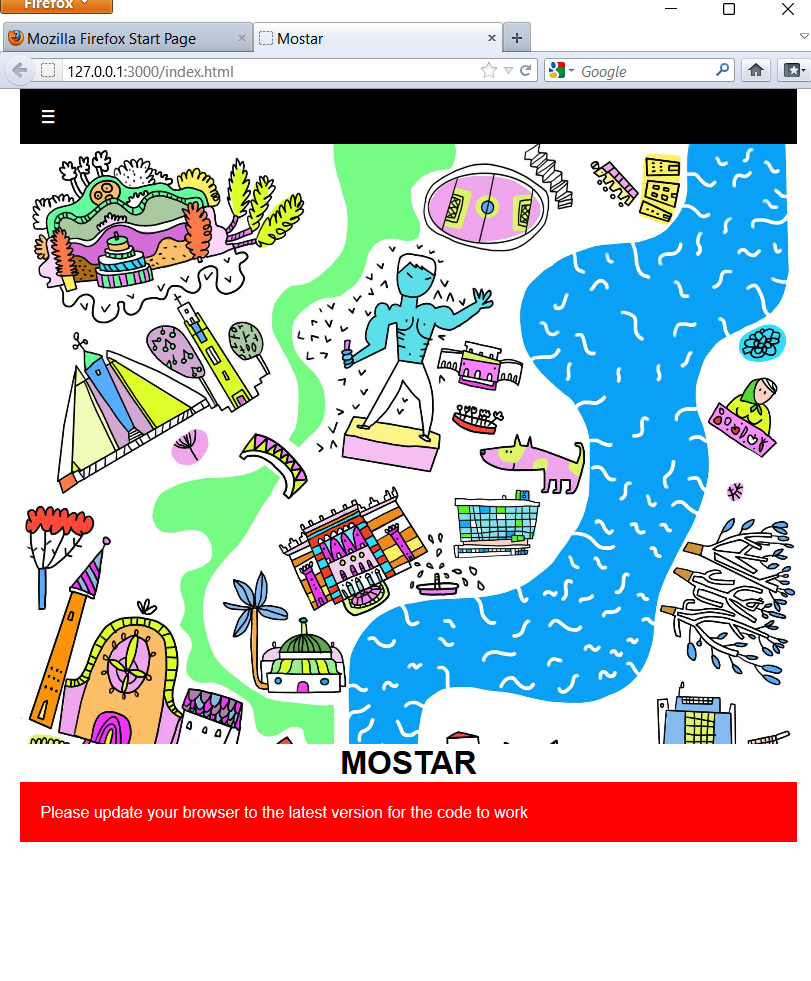 Firefox
Mozilla Firefox Start Page
Mostar
127.0.0.1:3000/index.html
Google
MOSTAR
Please update your browser to the latest version for the code to work